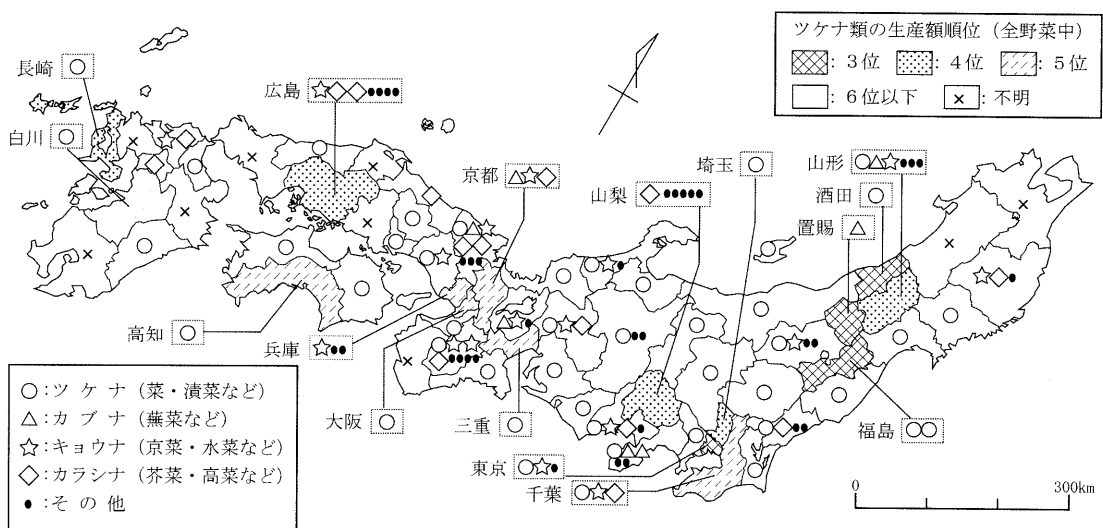 ツケナ類の生産額順位（全野菜中）
：３位
：４位
：５位
：６位以下
×：不明
長崎○
白川○
広島☆◇◇●●●●
京都△☆◇
山梨◇●●●●●
埼玉○
山形○△☆●●●
酒田○
置賜△
高知○
兵庫☆●●
大阪○
三重○
東京○☆●
千葉○☆◇
福島○○
○：ツケナ（菜・漬菜など）
△：カブナ（蕪菜など）
☆：キョウナ（京菜・水菜など）
◇：カラシナ（芥菜・高菜など）
●：その他
0 300km